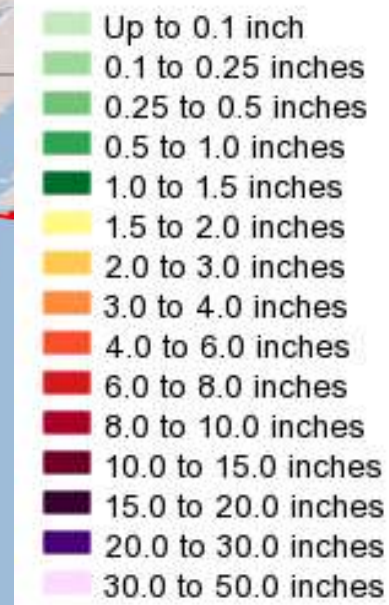 Up to 0.1 inch
0.1 to 0.25 inches
0.25 to 0.5 inches
0.5 to 1.0 inches
1.0 to 1.5 inches
1.5 to 2.0 inches
2.0 to 3.0 inches
3.0 to 4.0 inches
4.0 to 6.0 inches
6.0 to 8.0 inches
8.0 to 10.0 inches
10.0 to 15.0 inches
15.0 to 20.0 inches
20.0 to 30.0 inches
30.0 to 50.0 inches